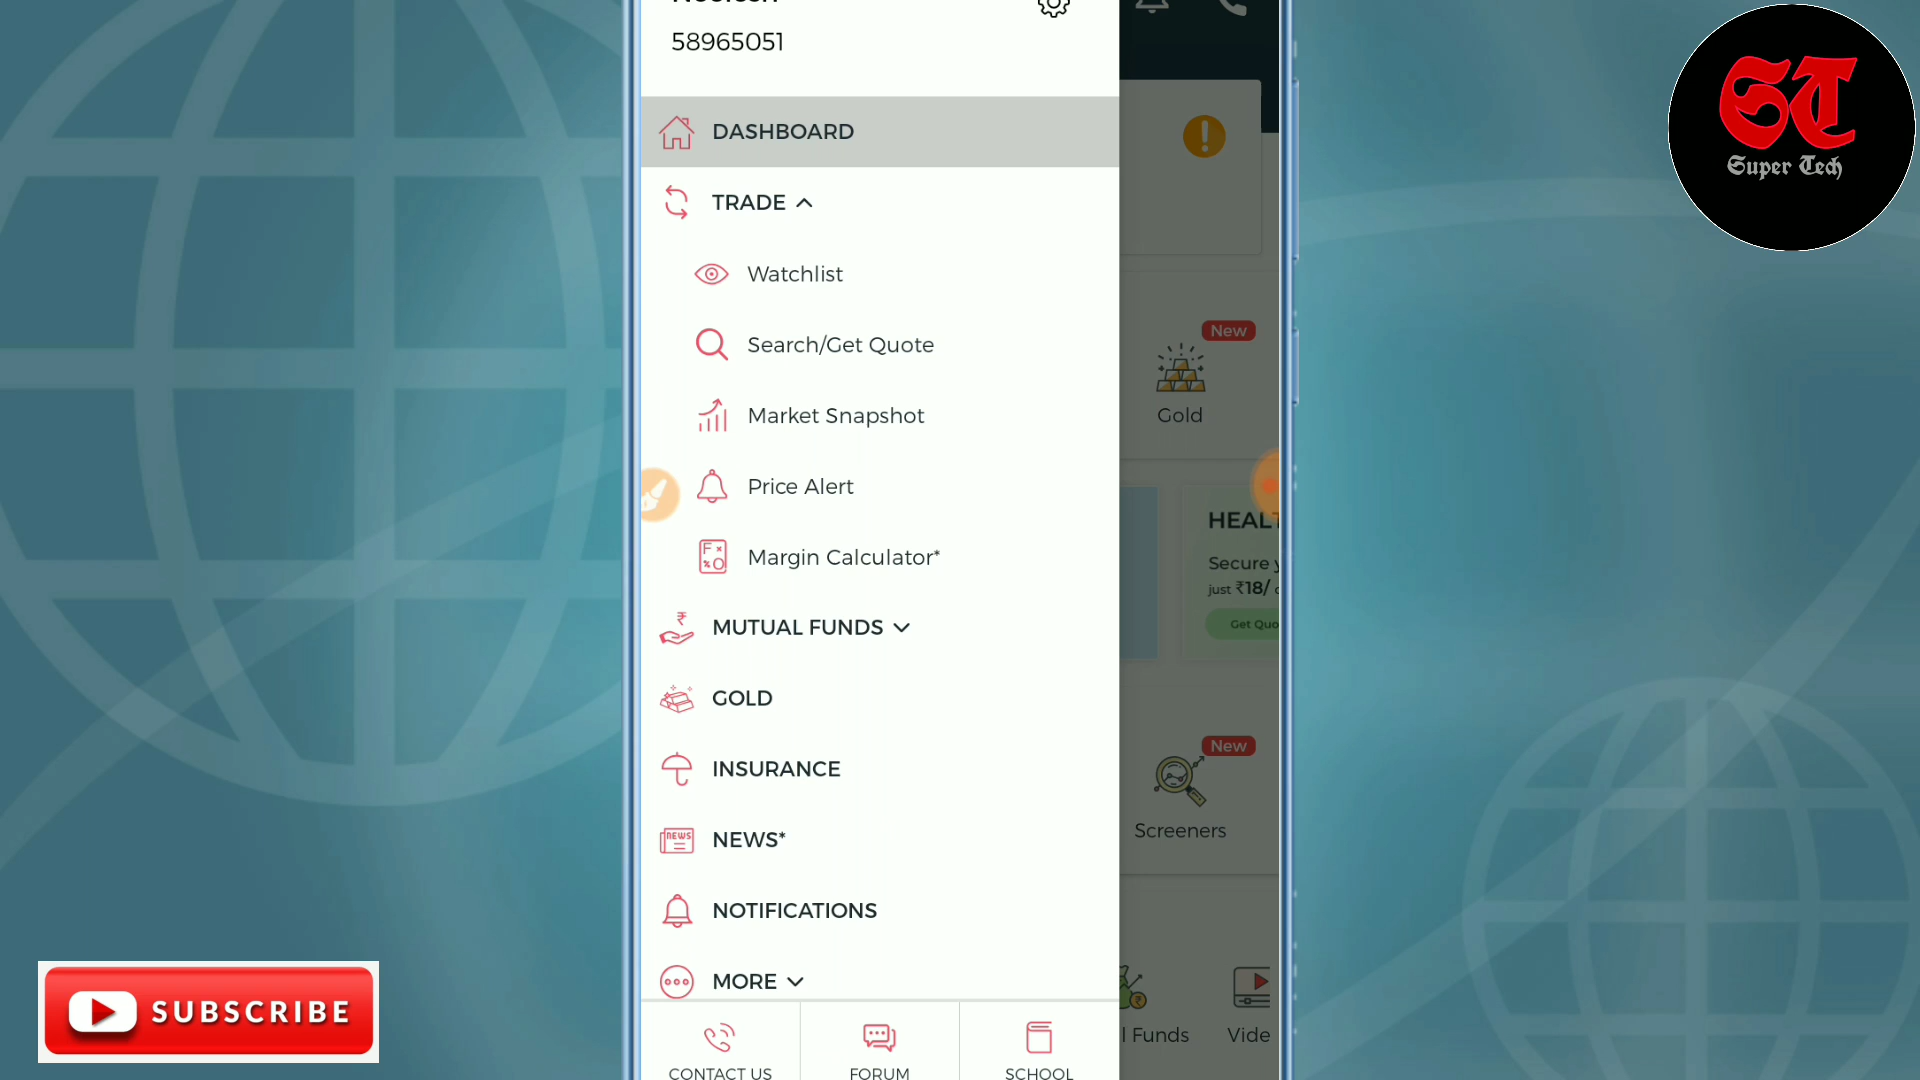 58965051
DASHBOARD
TRADE
Watchlist
Search/Get Quote
Market Snapshot
Price Alert
Margin Calculator*
MUTUAL FUNDS
GOLD
INSURANCE
NEWS*
NOTIFICATIONS
MORE
CONTACT US
FORUM
SCHOOL
New
Gold
Secure
just ₹18/
New
Screeners
Funds
ST
Super Tech
SUBSCRIBE